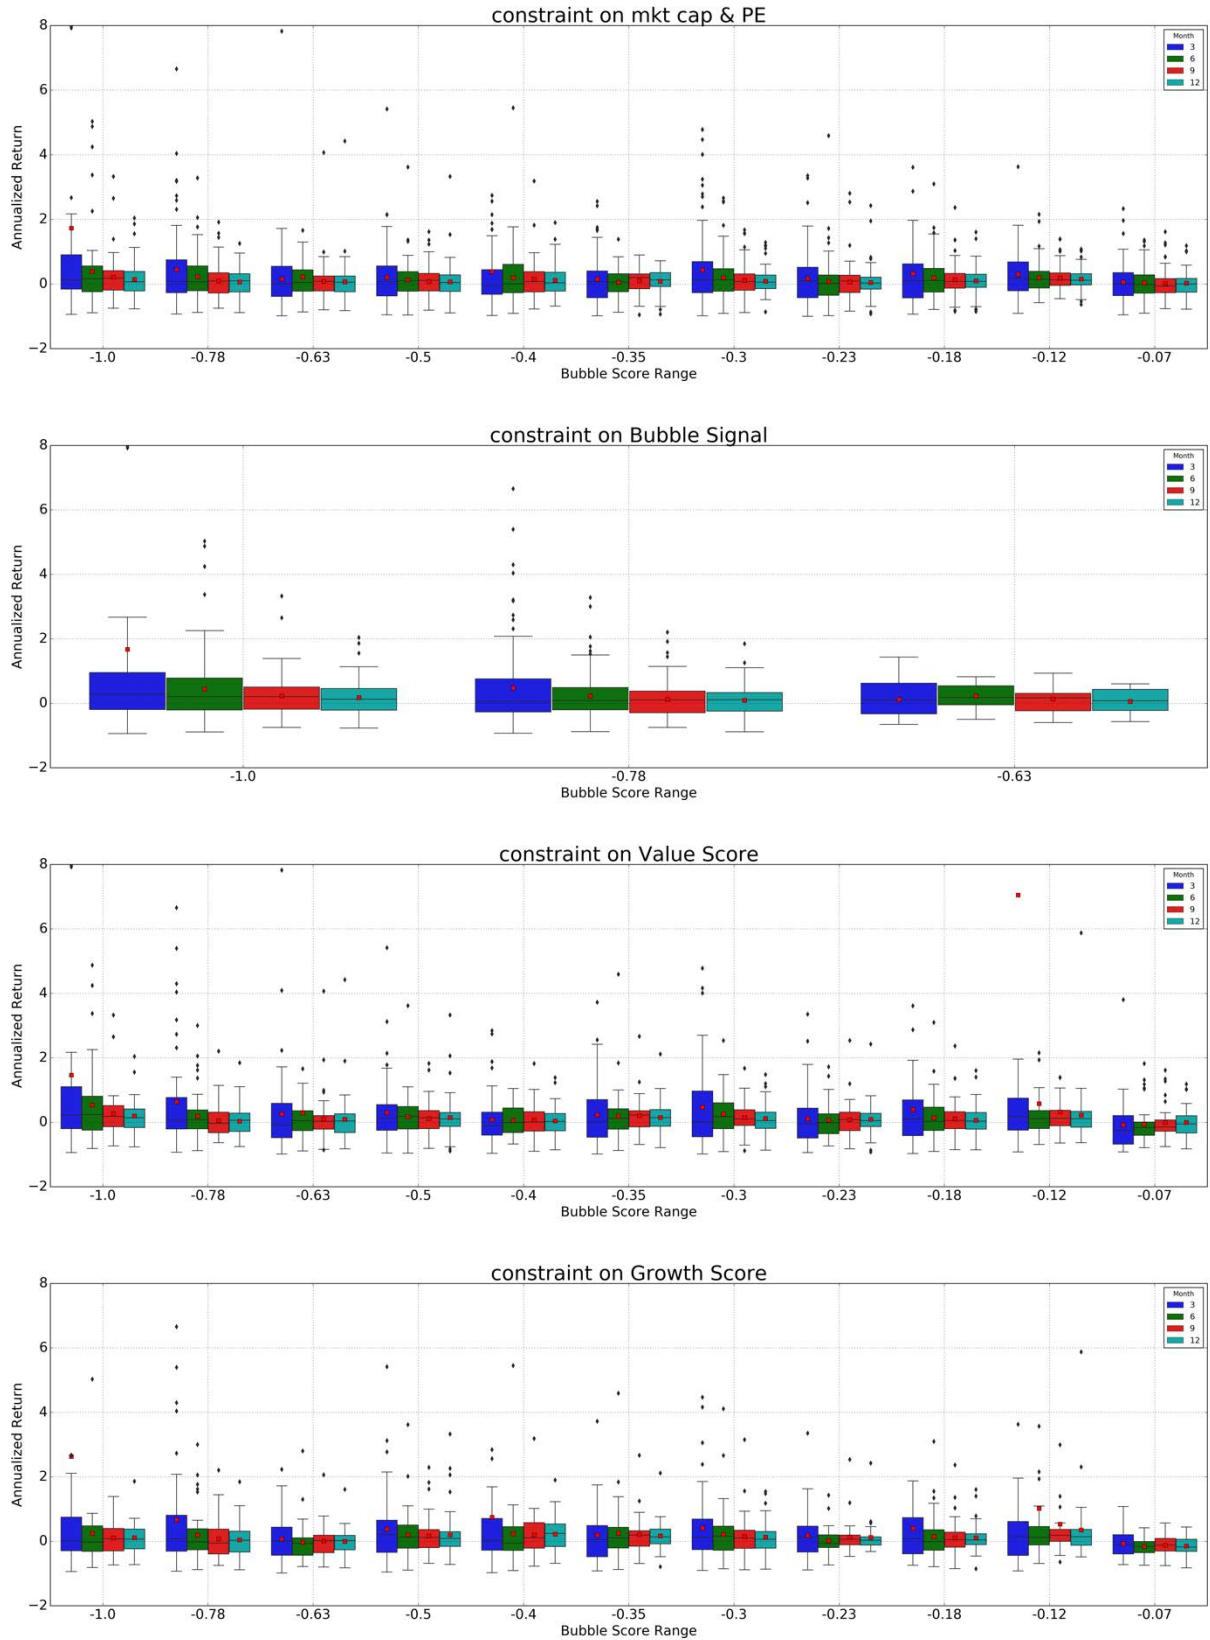 constraint on mkt cap & PE
8
6
4
2
0
−2
Annualized Return
Month
3
6
9
12
-1.0 -0.78 -0.63 -0.5 -0.4 -0.35 -0.3 -0.23 -0.18 -0.12 -0.07
Bubble Score Range
constraint on Bubble Signal
8
6
4
2
0
−2
Annualized Return
Month
3
6
9
12
-1.0 -0.78 -0.63
Bubble Score Range
constraint on Value Score
8
6
4
2
0
−2
Annualized Return
Month
3
6
9
12
-1.0 -0.78 -0.63 -0.5 -0.4 -0.35 -0.3 -0.23 -0.18 -0.12 -0.07
Bubble Score Range
constraint on Growth Score
8
6
4
2
0
−2
Annualized Return
Month
3
6
9
12
-1.0 -0.78 -0.63 -0.5 -0.4 -0.35 -0.3 -0.23 -0.18 -0.12 -0.07
Bubble Score Range